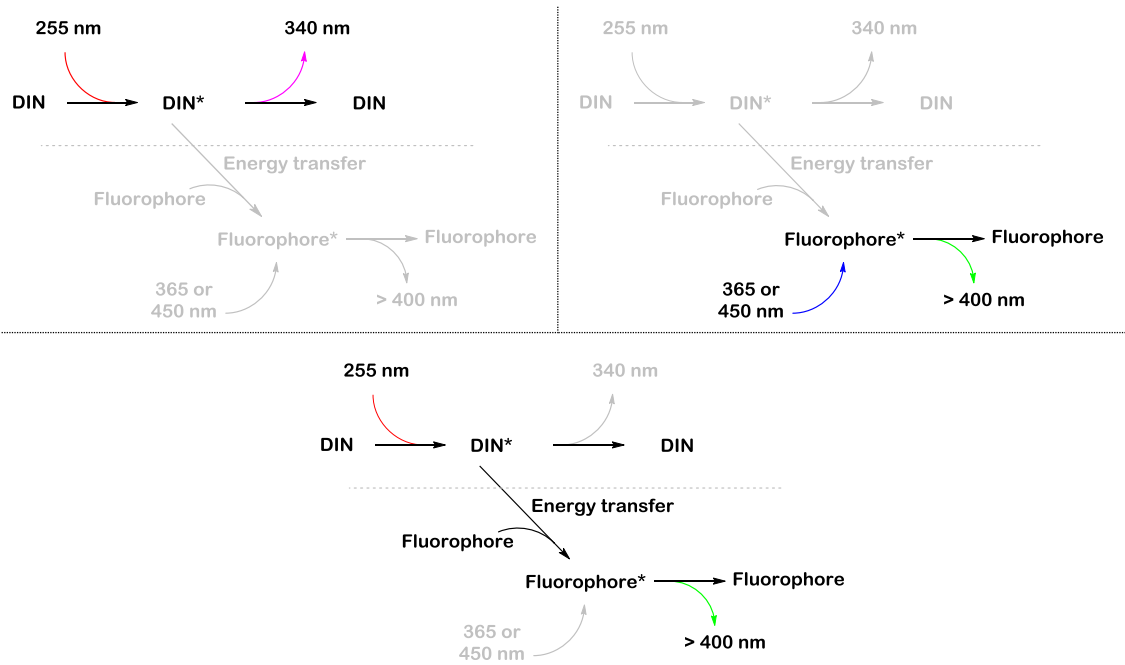 255 nm 340 nm
DIN DIN* DIN
Energy transfer
Fluorophore
Fluorophore* Fluorophore
365 or
450 nm
> 400 nm
255 nm 340 nm
DIN DIN* DIN
Energy transfer
Fluorophore
Fluorophore* Fluorophore
365 or
450 nm
> 400 nm
255 nm 340 nm
DIN DIN* DIN
Energy transfer
Fluorophore
Fluorophore* Fluorophore
365 or
450 nm
> 400 nm